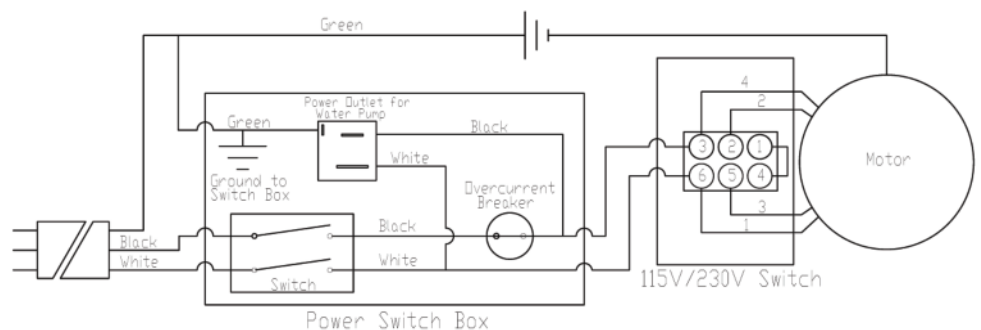 Green
4
2
Power Outlet for
Water Pump
Green
Black
3 2 1
Motor
White
6 5 4
Ground to
Switch Box
Overcurrent
Breaker
3
1
Black
Black
White
White
Switch
115V/230V Switch
Power Switch Box